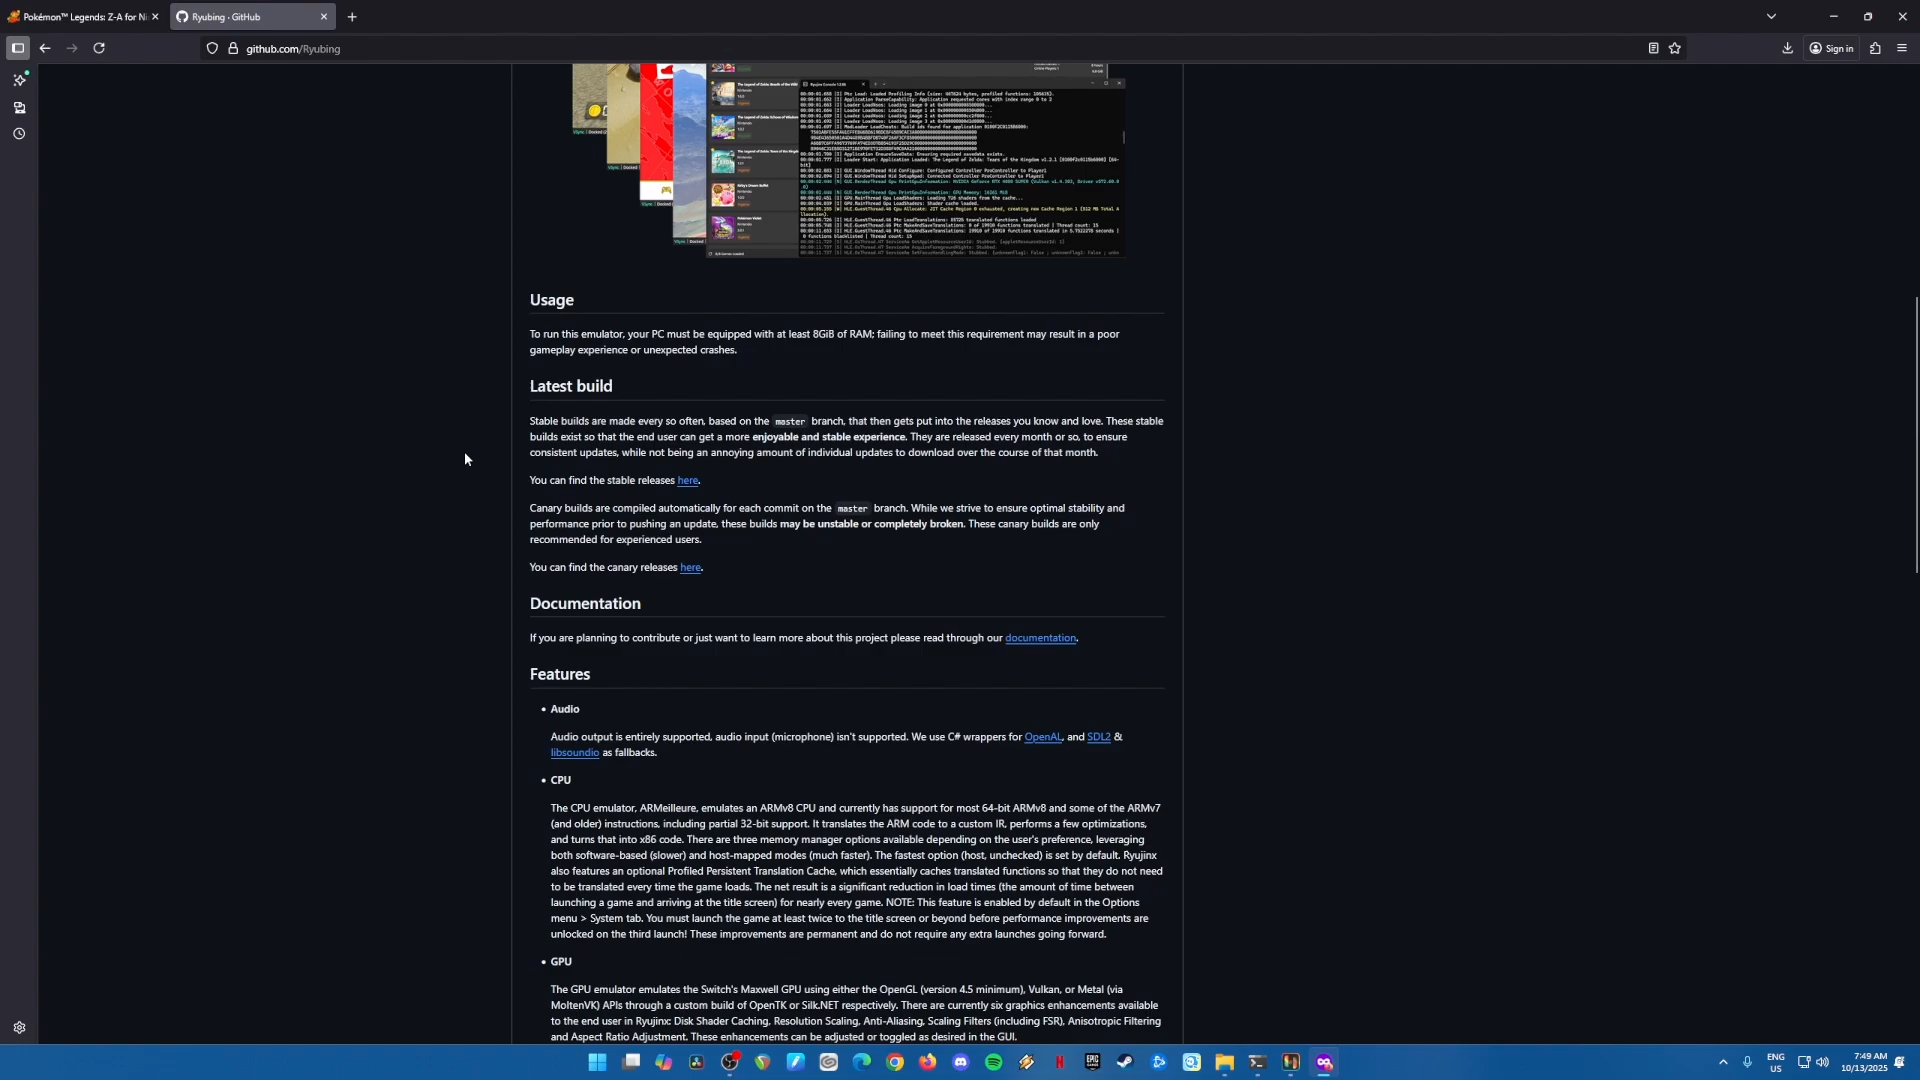 Pokémon™ Legends: Z-A for Ni
Ryubing · GitHub
github.com/Ryubing
Sign in
Ryujinx Console 1.2.86
Usage
To run this emulator, your PC must be equipped with at least 8GiB of RAM; failing to meet this requirement may result in a poor
gameplay experience or unexpected crashes.
Latest build
Stable builds are made every so often, based on the master branch, that then gets put into the releases you know and love. These stable
builds exist so that the end user can get a more enjoyable and stable experience. They are released every month or so, to ensure
consistent updates, while not being an annoying amount of individual updates to download over the course of that month.
You can find the stable releases here.
Canary builds are compiled automatically for each commit on the master branch. While we strive to ensure optimal stability and
performance prior to pushing an update, these builds may be unstable or completely broken. These canary builds are only
recommended for experienced users.
You can find the canary releases here.
Documentation
If you are planning to contribute or just want to learn more about this project please read through our documentation.
Features
• Audio
Audio output is entirely supported, audio input (microphone) isn't supported. We use C# wrappers for OpenAL, and SDL2 &
libsoundio as fallbacks.
• CPU
The CPU emulator, ARMeilleure, emulates an ARMv8 CPU and currently has support for most 64-bit ARMv8 and some of the ARMv7
(and older) instructions, including partial 32-bit support. It translates the ARM code to a custom IR, performs a few optimizations,
and turns that into x86 code. There are three memory manager options available depending on the user's preference, leveraging
both software-based (slower) and host-mapped modes (much faster). The fastest option (host, unchecked) is set by default. Ryujinx
also features an optional Profiled Persistent Translation Cache, which essentially caches translated functions so that they do not need
to be translated every time the game loads. The net result is a significant reduction in load times (the amount of time between
launching a game and arriving at the title screen) for nearly every game. NOTE: This feature is enabled by default in the Options
menu > System tab. You must launch the game at least twice to the title screen or beyond before performance improvements are
unlocked on the third launch! These improvements are permanent and do not require any extra launches going forward.
• GPU
The GPU emulator emulates the Switch's Maxwell GPU using either the OpenGL (version 4.5 minimum), Vulkan, or Metal (via
MoltenVK) APIs through a custom build of OpenTK or Silk.NET respectively. There are currently six graphics enhancements available
to the end user in Ryujinx: Disk Shader Caching, Resolution Scaling, Anti-Aliasing, Scaling Filters (including FSR), Anisotropic Filtering
and Aspect Ratio Adjustment. These enhancements can be adjusted or toggled as desired in the GUI.
ENG
US
7:49 AM
10/13/2025